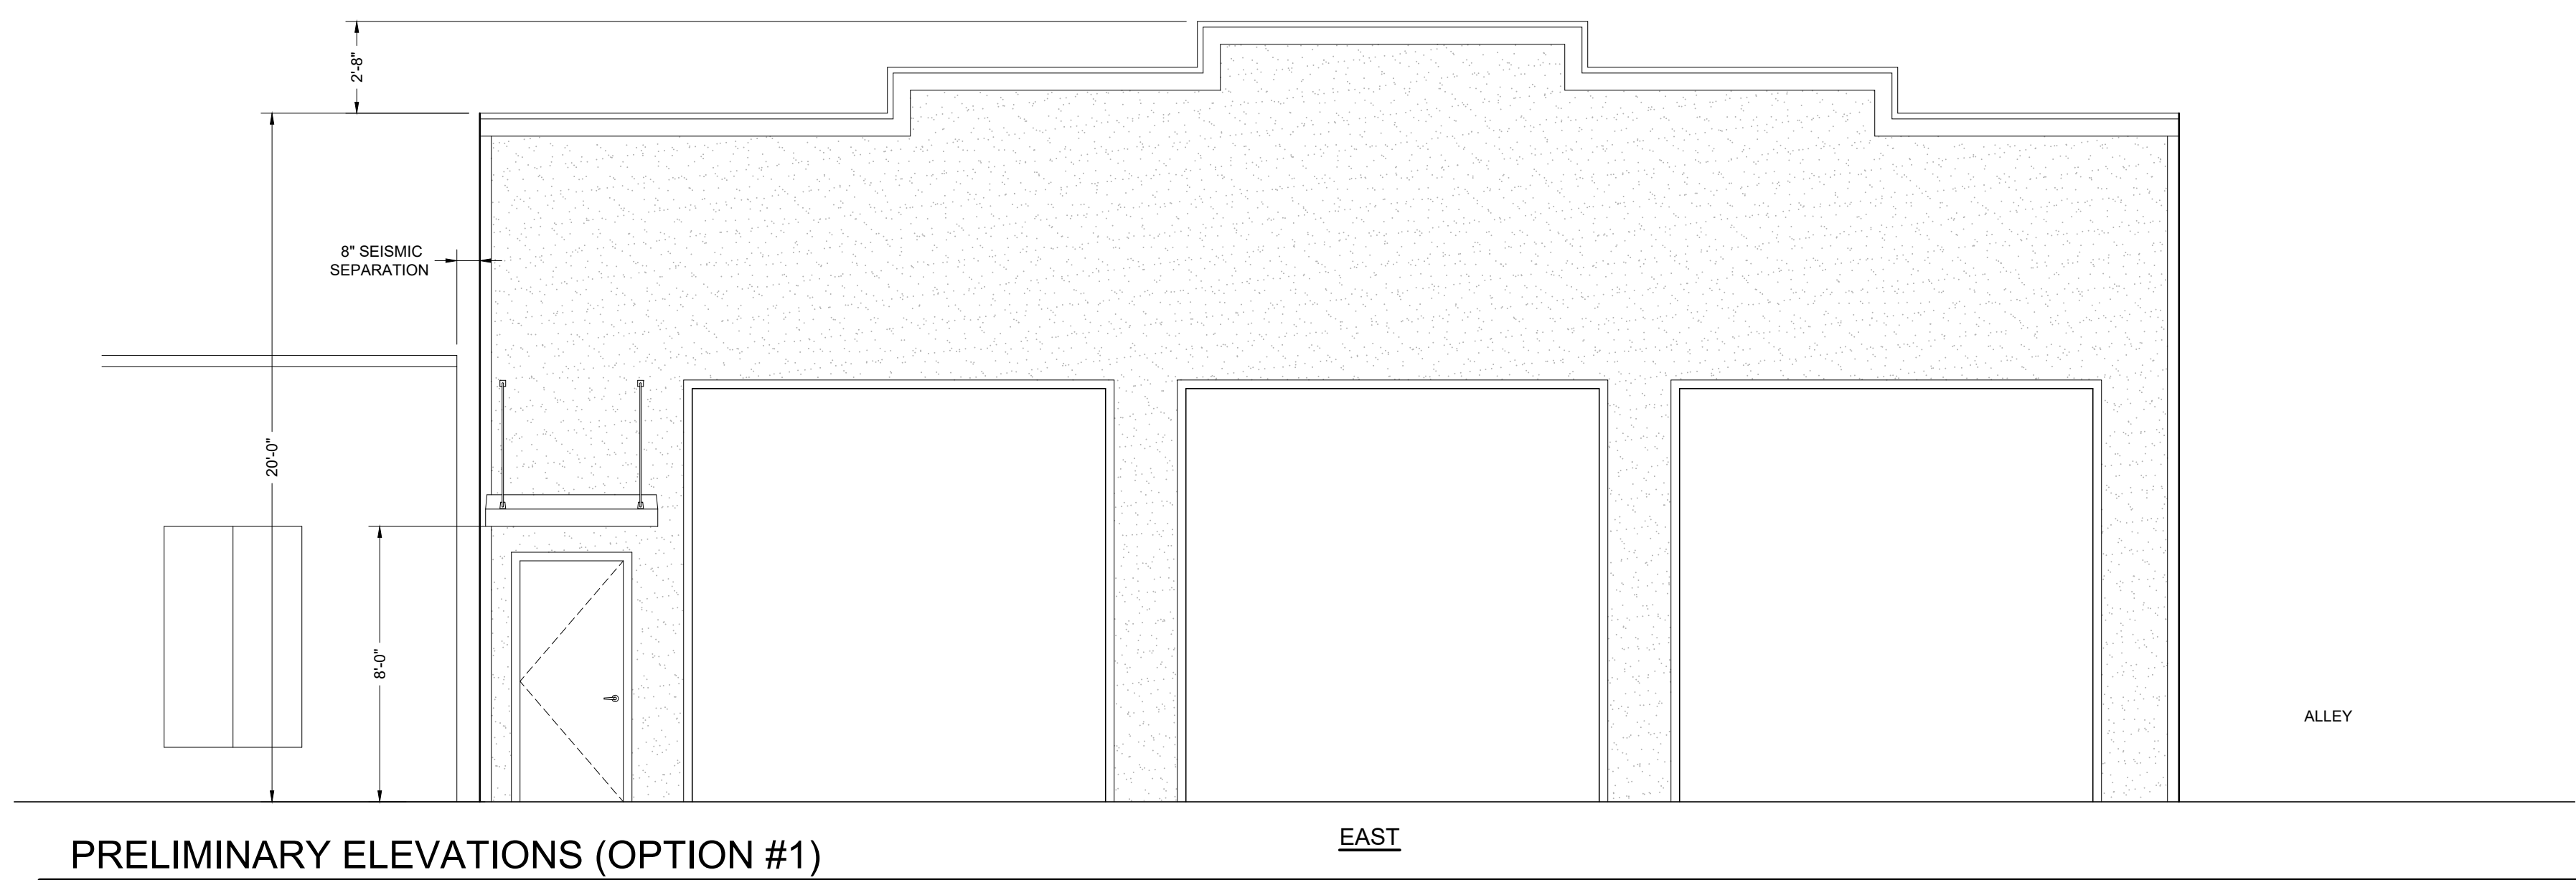 2'-8"
8" SEISMIC
SEPARATION
20'-0"
8'-0"
ALLEY
EAST
PRELIMINARY ELEVATIONS (OPTION #1)